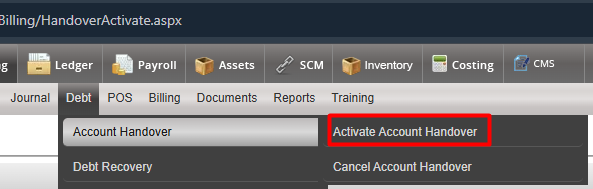 Billing/HandoverActivate.aspx
ng Ledger Payroll Assets SCM Inventory Costing CMS
Journal Debt POS Billing Documents Reports Training
Account Handover Activate Account Handover
Debt Recovery Cancel Account Handover